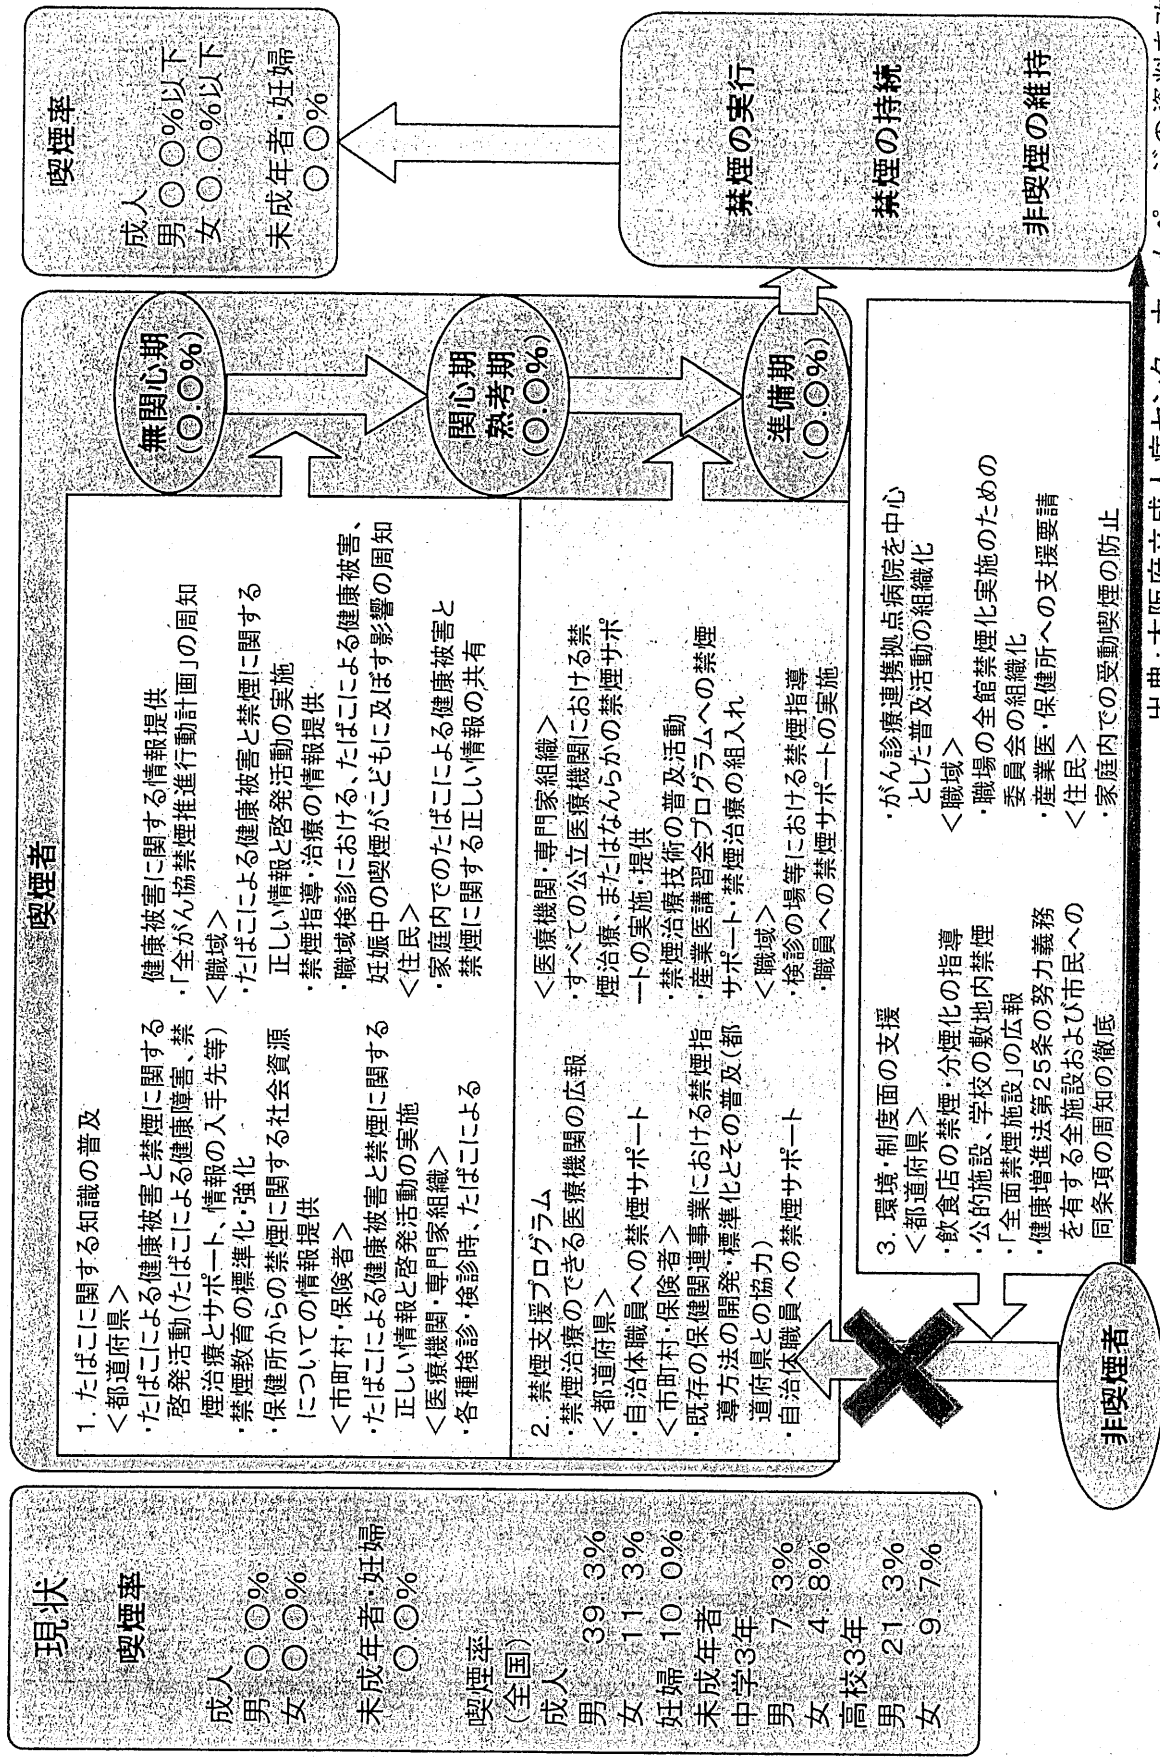 現状
喫煙率
成人
男 〇 〇〇%
女 〇 〇〇%
未成年者・妊婦
〇 〇〇%
喫煙率
(全国)
成人
男 39. 3%
女 11. 3%
妊婦 10 0%
未成年者
中学3年
男 7. 3%
女 4. 8%
高校3年
男 21. 3%
女 9. 7%
喫煙者
1. たばこに関する知識の普及
<都道府県>
・たばこによる健康被害と禁煙に関する
啓発活動(たばこによる健康障害、禁
煙治療とサポート、情報の入手先等)
・禁煙教育の標準化・強化
・保健所からの禁煙に関する社会資源
についての情報提供
<市町村・保険者>
・たばこによる健康被害と禁煙に関する
正しい情報と啓発活動の実施
<医療機関・専門家組織>
・各種検診・検診時、たばこによる
健康被害に関する情報提供
・「全がん協禁煙推進行動計画」の周知
<職域>
・たばこによる健康被害と禁煙に関する
正しい情報と啓発活動の実施
・禁煙指導・治療の情報提供
・職域検診における、たばこによる健康被害、
妊娠中の喫煙がこどもに及ぼす影響の周知
<住民>
・家庭内でのたばこによる健康被害と
禁煙に関する正しい情報の共有
2. 禁煙支援プログラム
・禁煙治療のできる医療機関の広報
<都道府県>
・自治体職員への禁煙サポート
<市町村・保険者>
・既存の保健関連事業における禁煙指
導方法の開発・標準化とその普及(都
道府県との協力)
・自治体職員への禁煙サポート
<医療機関・専門家組織>
・すべての公立医療機関における禁
煙治療、またはなんらかの禁煙サポ
ートの実施・提供
・禁煙治療技術の普及活動
・産業医講習会プログラムへの禁煙
サポート・禁煙治療の組入れ
<職域>
・検診の場等における禁煙指導
・職員への禁煙サポートの実施
3. 環境・制度面の支援
<都道府県>
・飲食店の禁煙・分煙化の指導
・公的施設、学校の敷地内禁煙
・「全面禁煙施設」の広報
・健康増進法第25条の努力義務
を有する全施設および市民への
同条項の周知の徹底
・がん診療連携拠点病院を中心
とした普及活動の組織化
<職域>
・職場の全館禁煙化実施のための
委員会の組織化
・産業医・保健所への支援要請
<住民>
・家庭内での受動喫煙の防止
無関心期
(〇.〇%)
関心期
熟考期
(〇.〇%)
準備期
(〇.〇%)
非喫煙者
喫煙率
成人
男 〇 〇%以下
女 〇.〇%以下
未成年者・妊婦
〇.〇%
禁煙の実行
禁煙の持続
非喫煙の維持